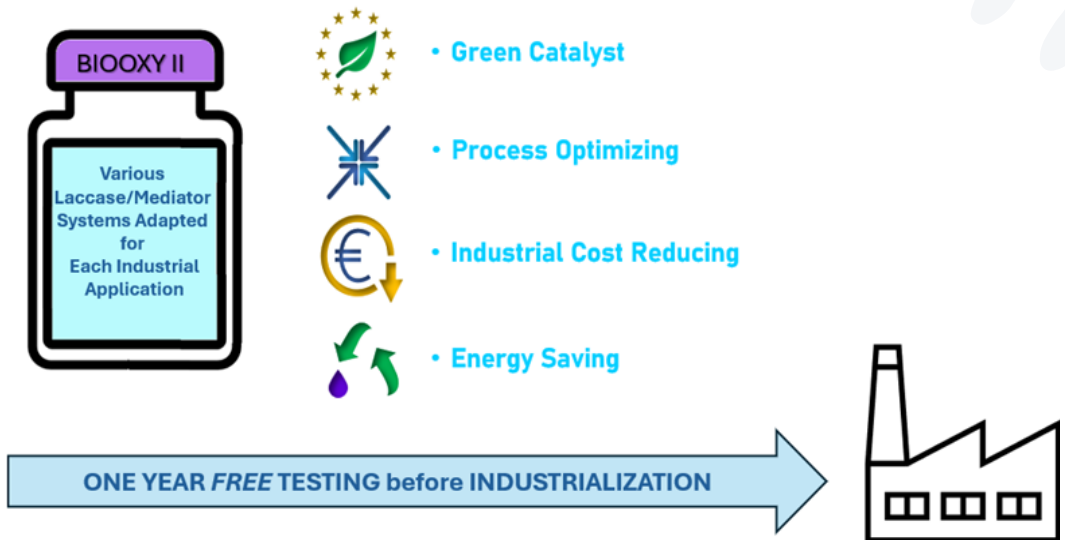 BIOOXY II
Various
Laccase/Mediator
Systems Adapted
for
Each Industrial
Application
• Green Catalyst
• Process Optimizing
• Industrial Cost Reducing
• Energy Saving
ONE YEAR FREE TESTING before INDUSTRIALIZATION